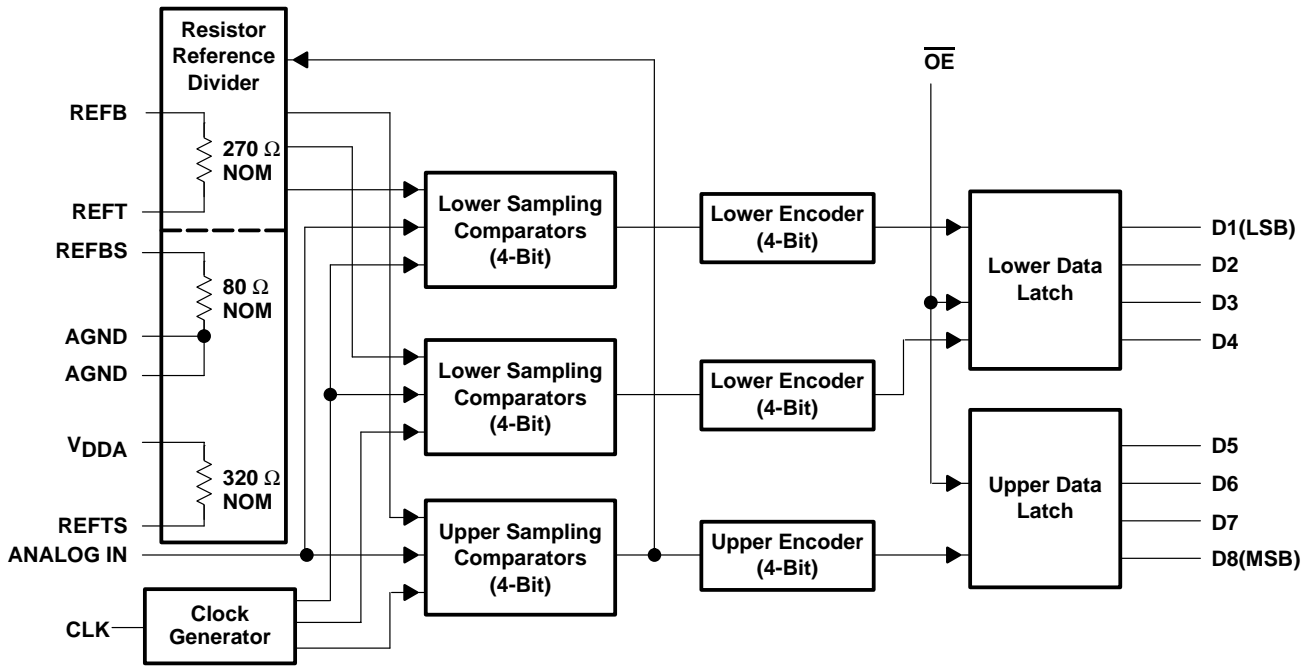 Resistor
Reference
Divider
OE
REFB
270 Ω
NOM
REFT
REFBS
80 Ω
NOM
AGND
AGND
VDDA
320 Ω
NOM
REFTS
ANALOG IN
CLK
Clock
Generator
Lower Sampling
Comparators
(4-Bit)
Lower Sampling
Comparators
(4-Bit)
Upper Sampling
Comparators
(4-Bit)
Lower Encoder
(4-Bit)
Lower Encoder
(4-Bit)
Upper Encoder
(4-Bit)
Lower Data
Latch
Upper Data
Latch
D1(LSB)
D2
D3
D4
D5
D6
D7
D8(MSB)